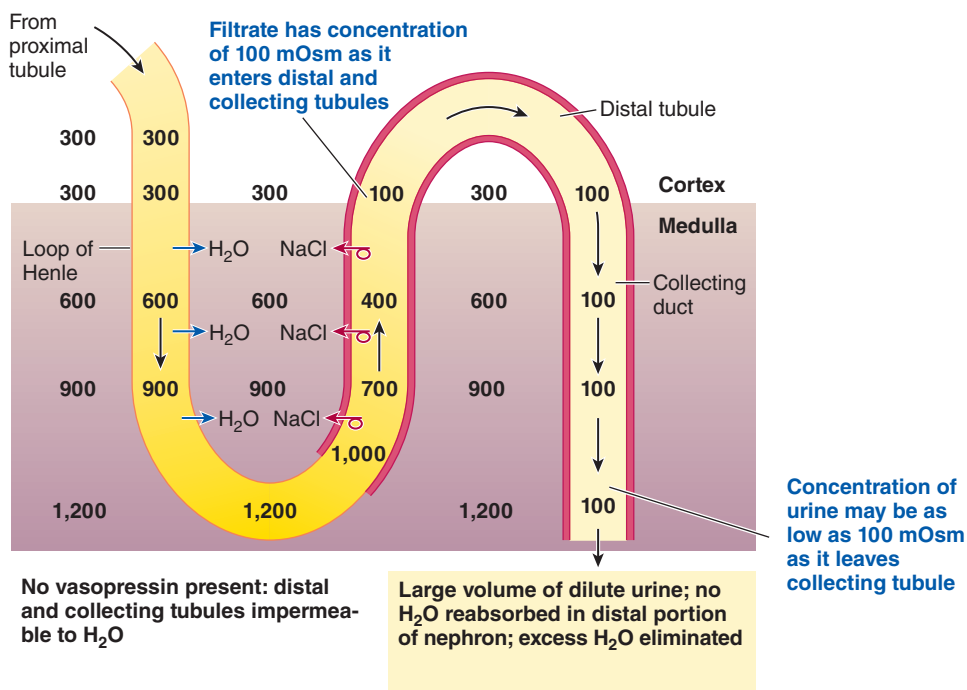 From
proximal
tubule
Filtrate has concentration
of 100 mOsm as it
enters distal and
collecting tubules
Distal tubule
300 300
300 300 300 100 300 100 Cortex
Medulla
Loop of
Henle
H₂O NaCl
Collecting
duct
600 600 600 400 600 100
H₂O NaCl
900 900 900 700 900 100
H₂O NaCl
1,000
1,200 1,200 1,200 100
Concentration of
urine may be as
low as 100 mOsm
as it leaves
collecting tubule
No vasopressin present: distal
and collecting tubules impermea-
ble to H₂O
Large volume of dilute urine; no
H₂O reabsorbed in distal portion
of nephron; excess H₂O eliminated